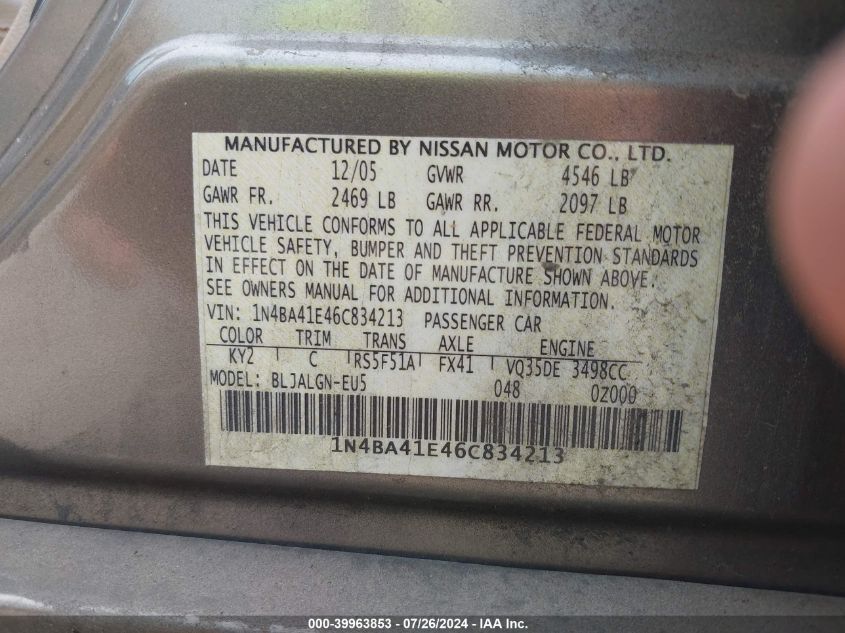 MANUFACTURED BY NISSAN MOTOR CO., LTD.
DATE 12/05 GVWR 4546 LB
GAWR FR. 2469 LB GAWR RR. 2097 LB
THIS VEHICLE CONFORMS TO ALL APPLICABLE FEDERAL MOTOR
VEHICLE SAFETY, BUMPER AND THEFT PREVENTION STANDARDS
IN EFFECT ON THE DATE OF MANUFACTURE SHOWN ABOVE.
SEE OWNERS MANUAL FOR ADDITIONAL INFORMATION.
VIN: 1N4BA41E46C834213 PASSENGER CAR
COLOR TRIM TRANS AXLE ENGINE
KY2 C RS5F51A FX41 VQ35DE 3498CC
MODEL: BLJALGN-EU5 048 0Z000
1N4BA41E46C834213
000-39963853 / 07/26/2024 - IAA Inc.